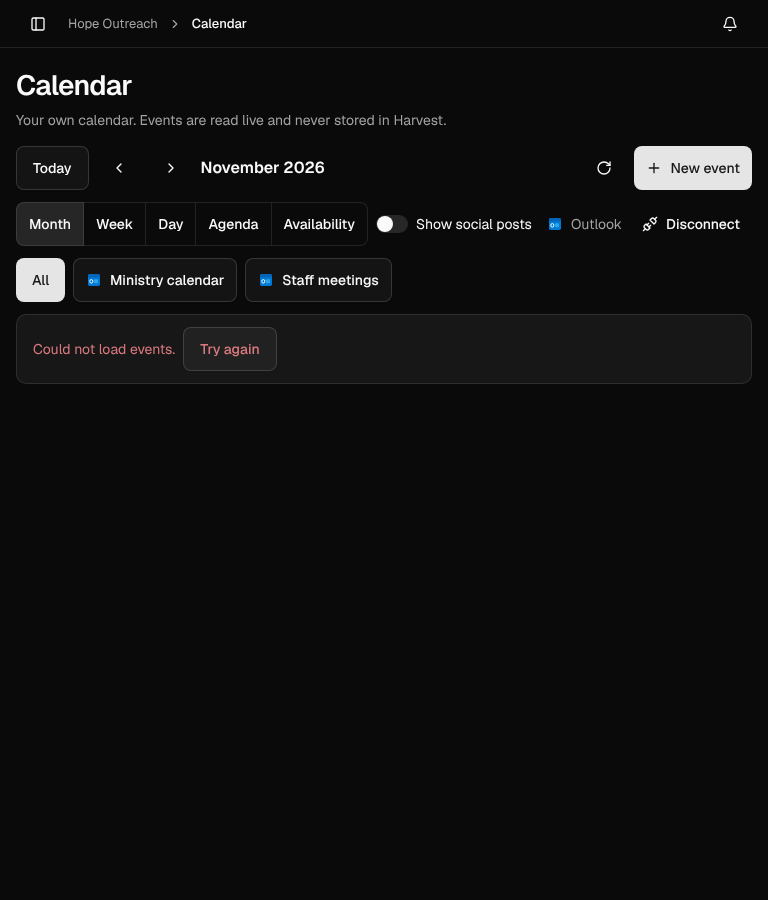 Hope Outreach > Calendar
Calendar
Your own calendar. Events are read live and never stored in Harvest.
Today November 2026 New event
Month Week Day Agenda Availability Show social posts Outlook Disconnect
All Ministry calendar Staff meetings
Could not load events. Try again